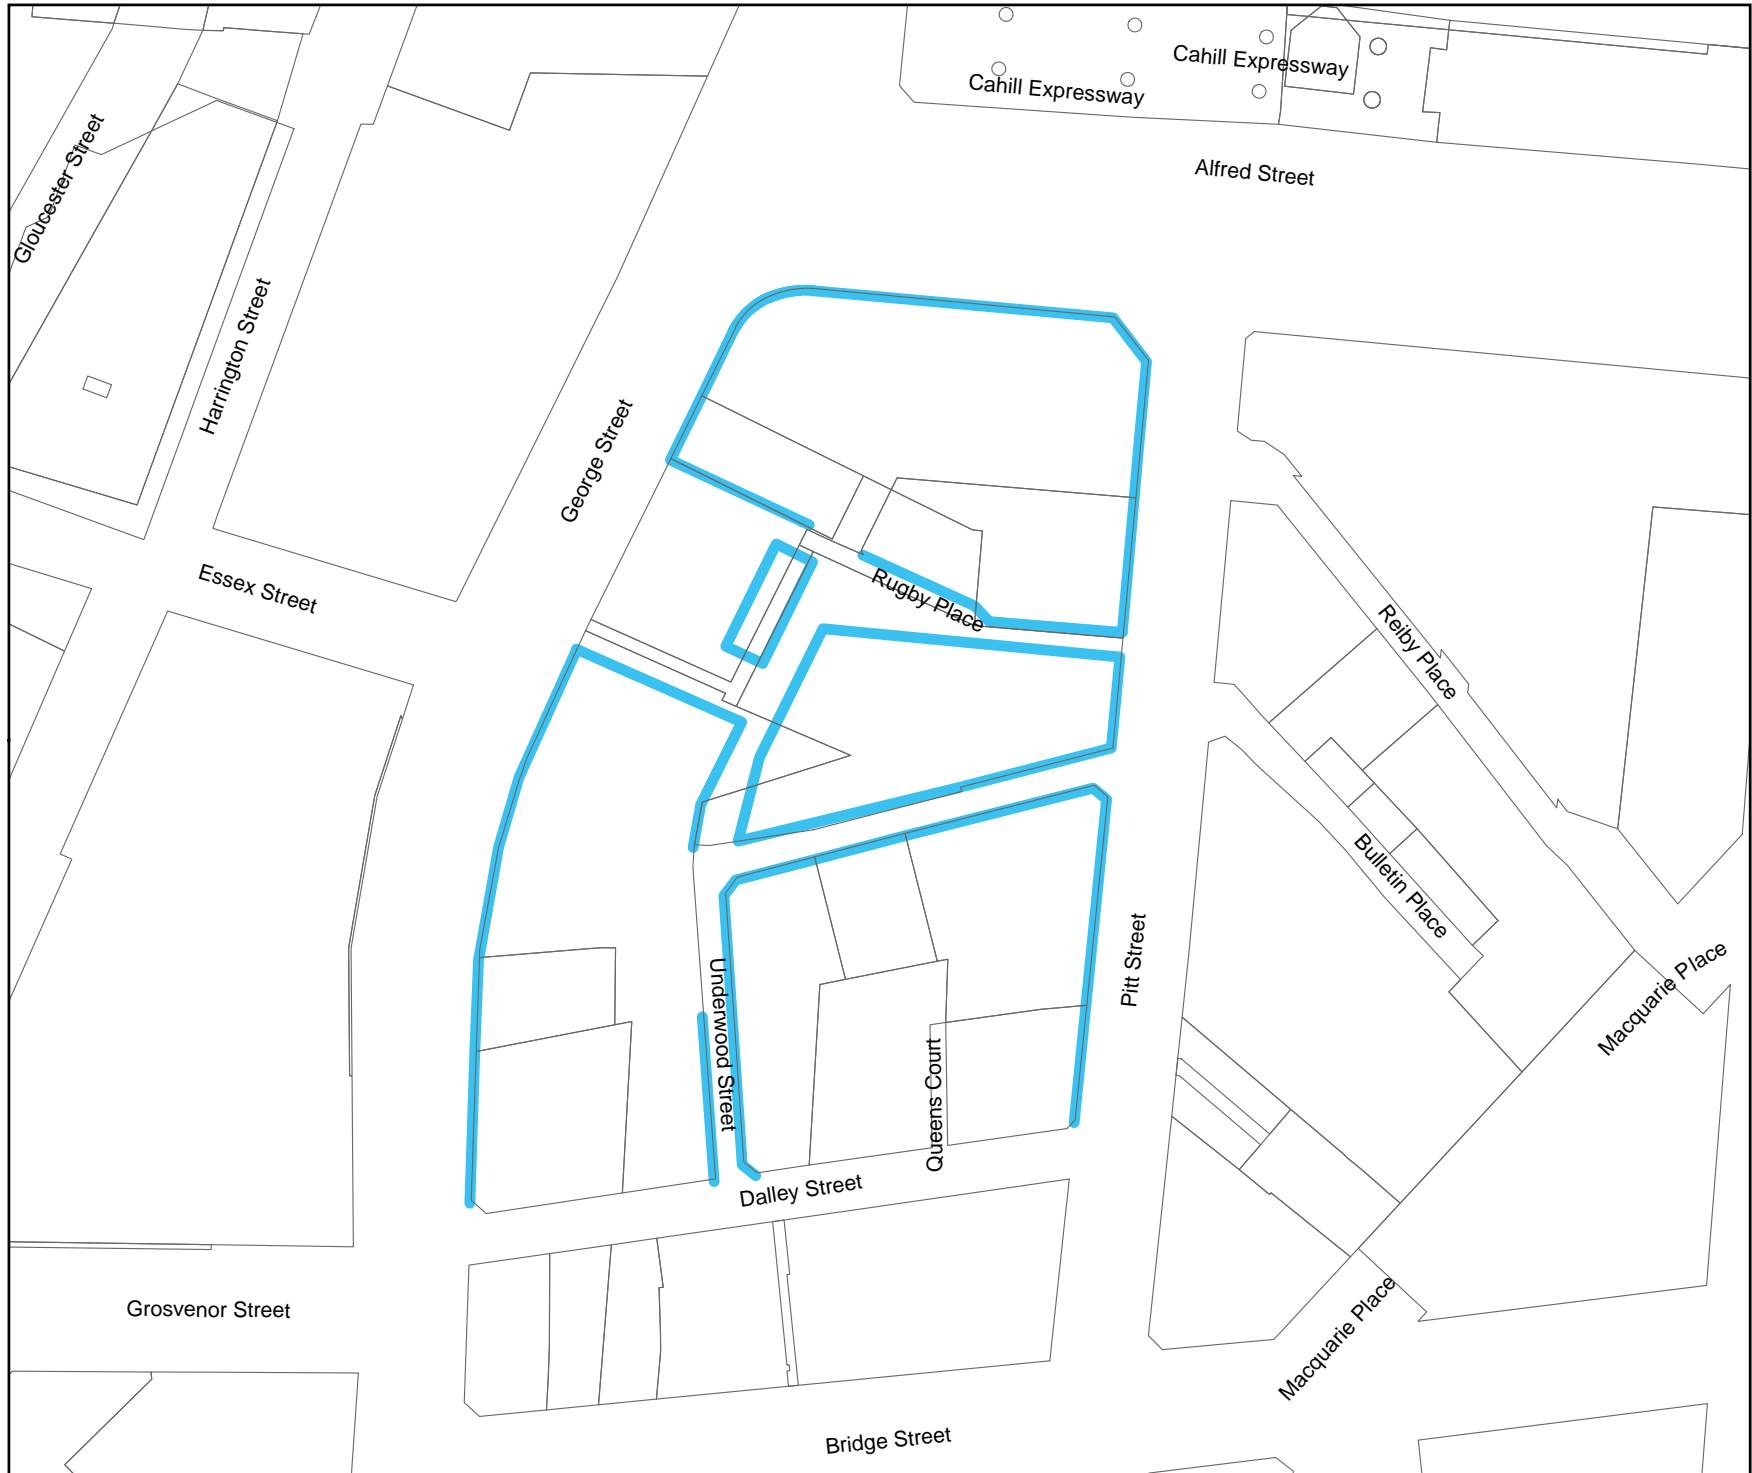 Cahill Expressway
Cahill Expressway
Alfred Street
Gloucester Street
Harrington Street
George Street
Essex Street
Rugby Place
Reiby Place
Bulletin Place
Pitt Street
Macquarie Place
Underwood Street
Queens Court
Dalley Street
Grosvenor Street
Macquarie Place
Bridge Street